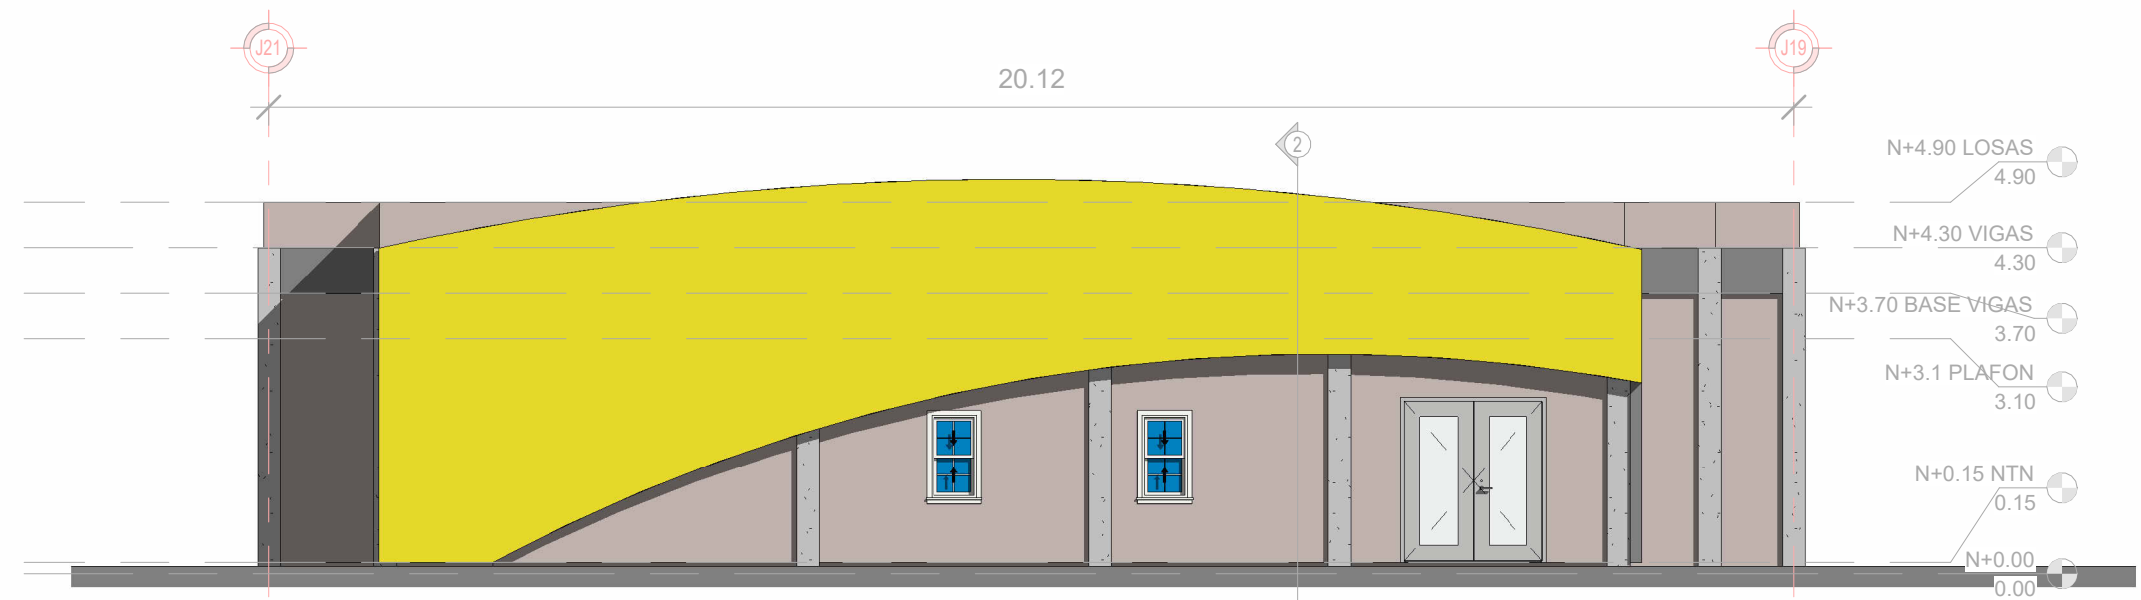 J21
J19
20.12
2
N+4.90 LOSAS
4.90
N+4.30 VIGAS
4.30
N+3.70 BASE VIGAS
3.70
N+3.1 PLAFON
3.10
N+0.15 NTN
0.15
N+0.00
0.00